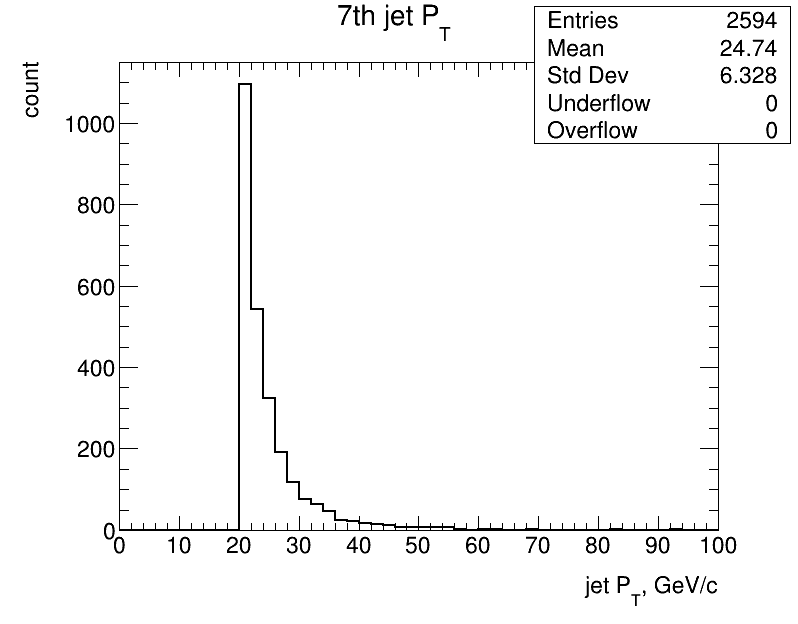 7th jet P_T
Entries 2594
Mean 24.74
Std Dev 6.328
Underflow 0
Overflow 0
count
1000
800
600
400
200
0
0 10 20 30 40 50 60 70 80 90 100
jet P_T, GeV/c